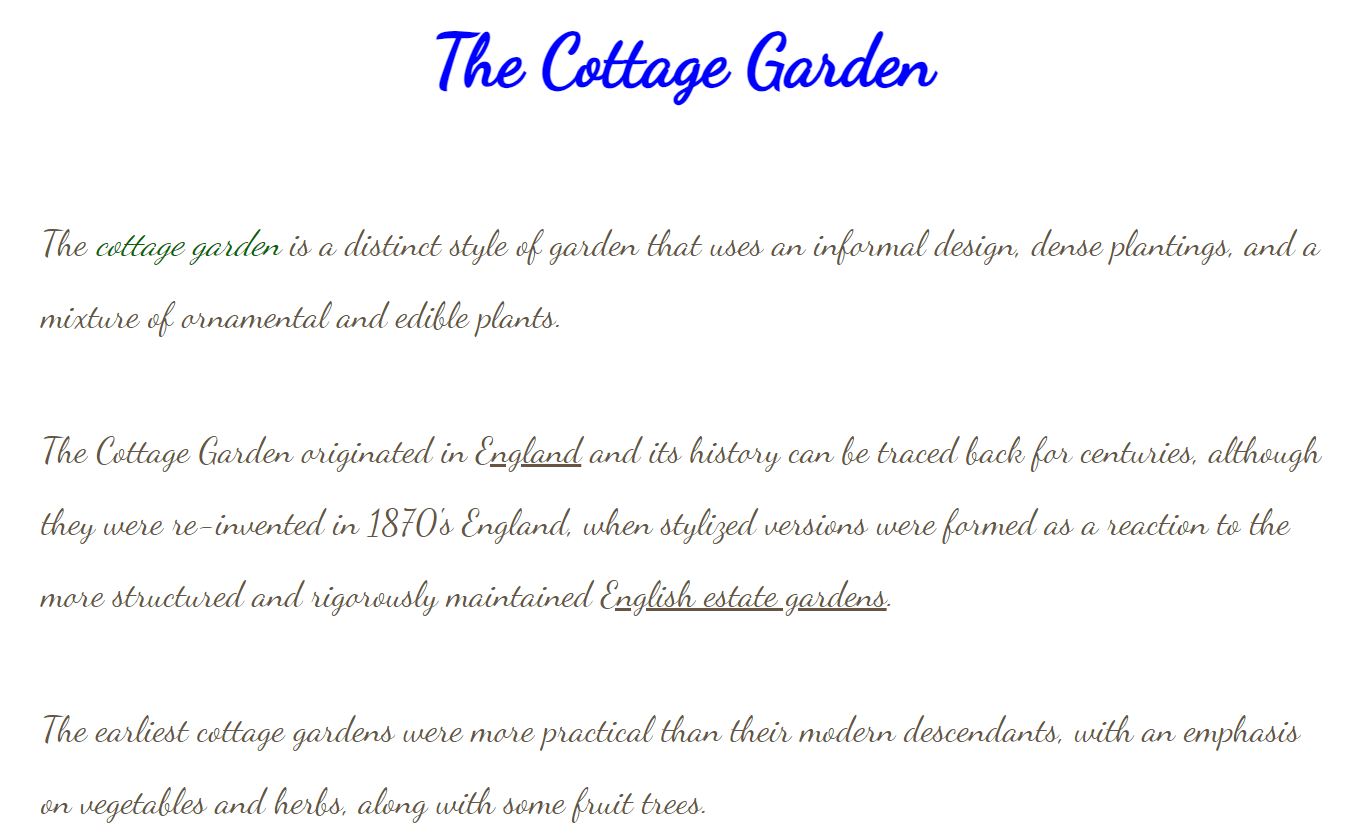 The Cottage Garden
The cottage garden is a distinct style of garden that uses an informal design, dense plantings, and a
mixture of ornamental and edible plants.
The Cottage Garden originated in England and its history can be traced back for centuries, although
they were re-invented in 1870's England, when stylized versions were formed as a reaction to the
more structured and rigorously maintained English estate gardens.
The earliest cottage gardens were more practical than their modern descendants, with an emphasis
on vegetables and herbs, along with some fruit trees.